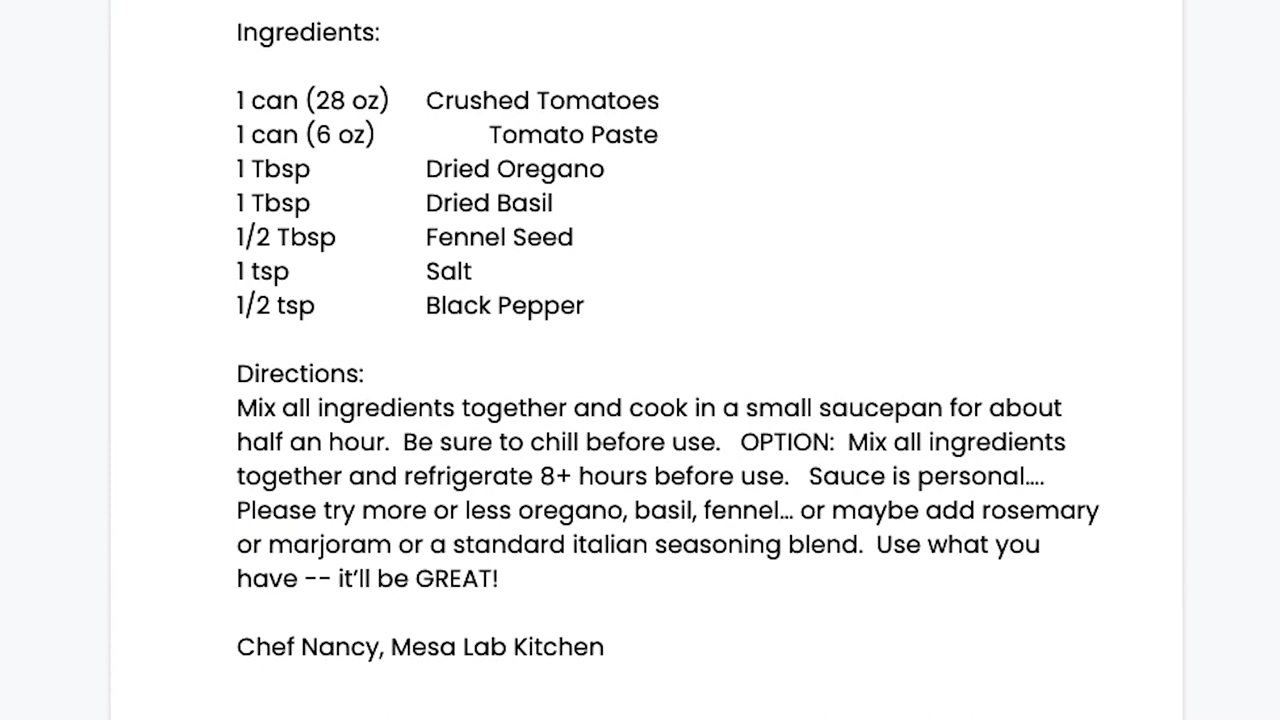 Ingredients:
1 can (28 oz) Crushed Tomatoes
1 can (6 oz) Tomato Paste
1 Tbsp Dried Oregano
1 Tbsp Dried Basil
1/2 Tbsp Fennel Seed
1 tsp Salt
1/2 tsp Black Pepper
Directions:
Mix all ingredients together and cook in a small saucepan for about
half an hour.  Be sure to chill before use.   OPTION:  Mix all ingredients
together and refrigerate 8+ hours before use.   Sauce is personal....
Please try more or less oregano, basil, fennel... or maybe add rosemary
or marjoram or a standard italian seasoning blend.  Use what you
have -- it’ll be GREAT!
Chef Nancy, Mesa Lab Kitchen